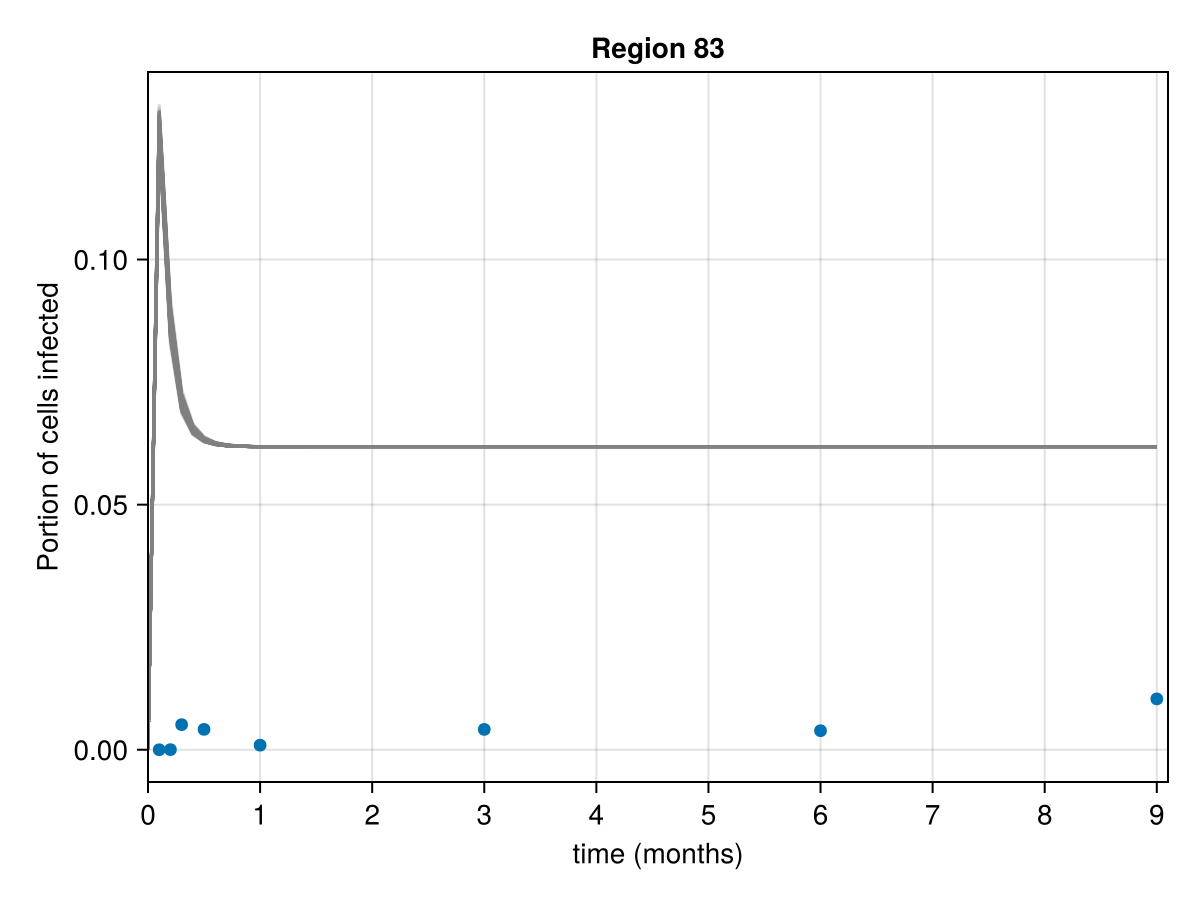 Region 83
Portion of cells infected
0.10
0.05
0.00
0 1 2 3 4 5 6 7 8 9
time (months)